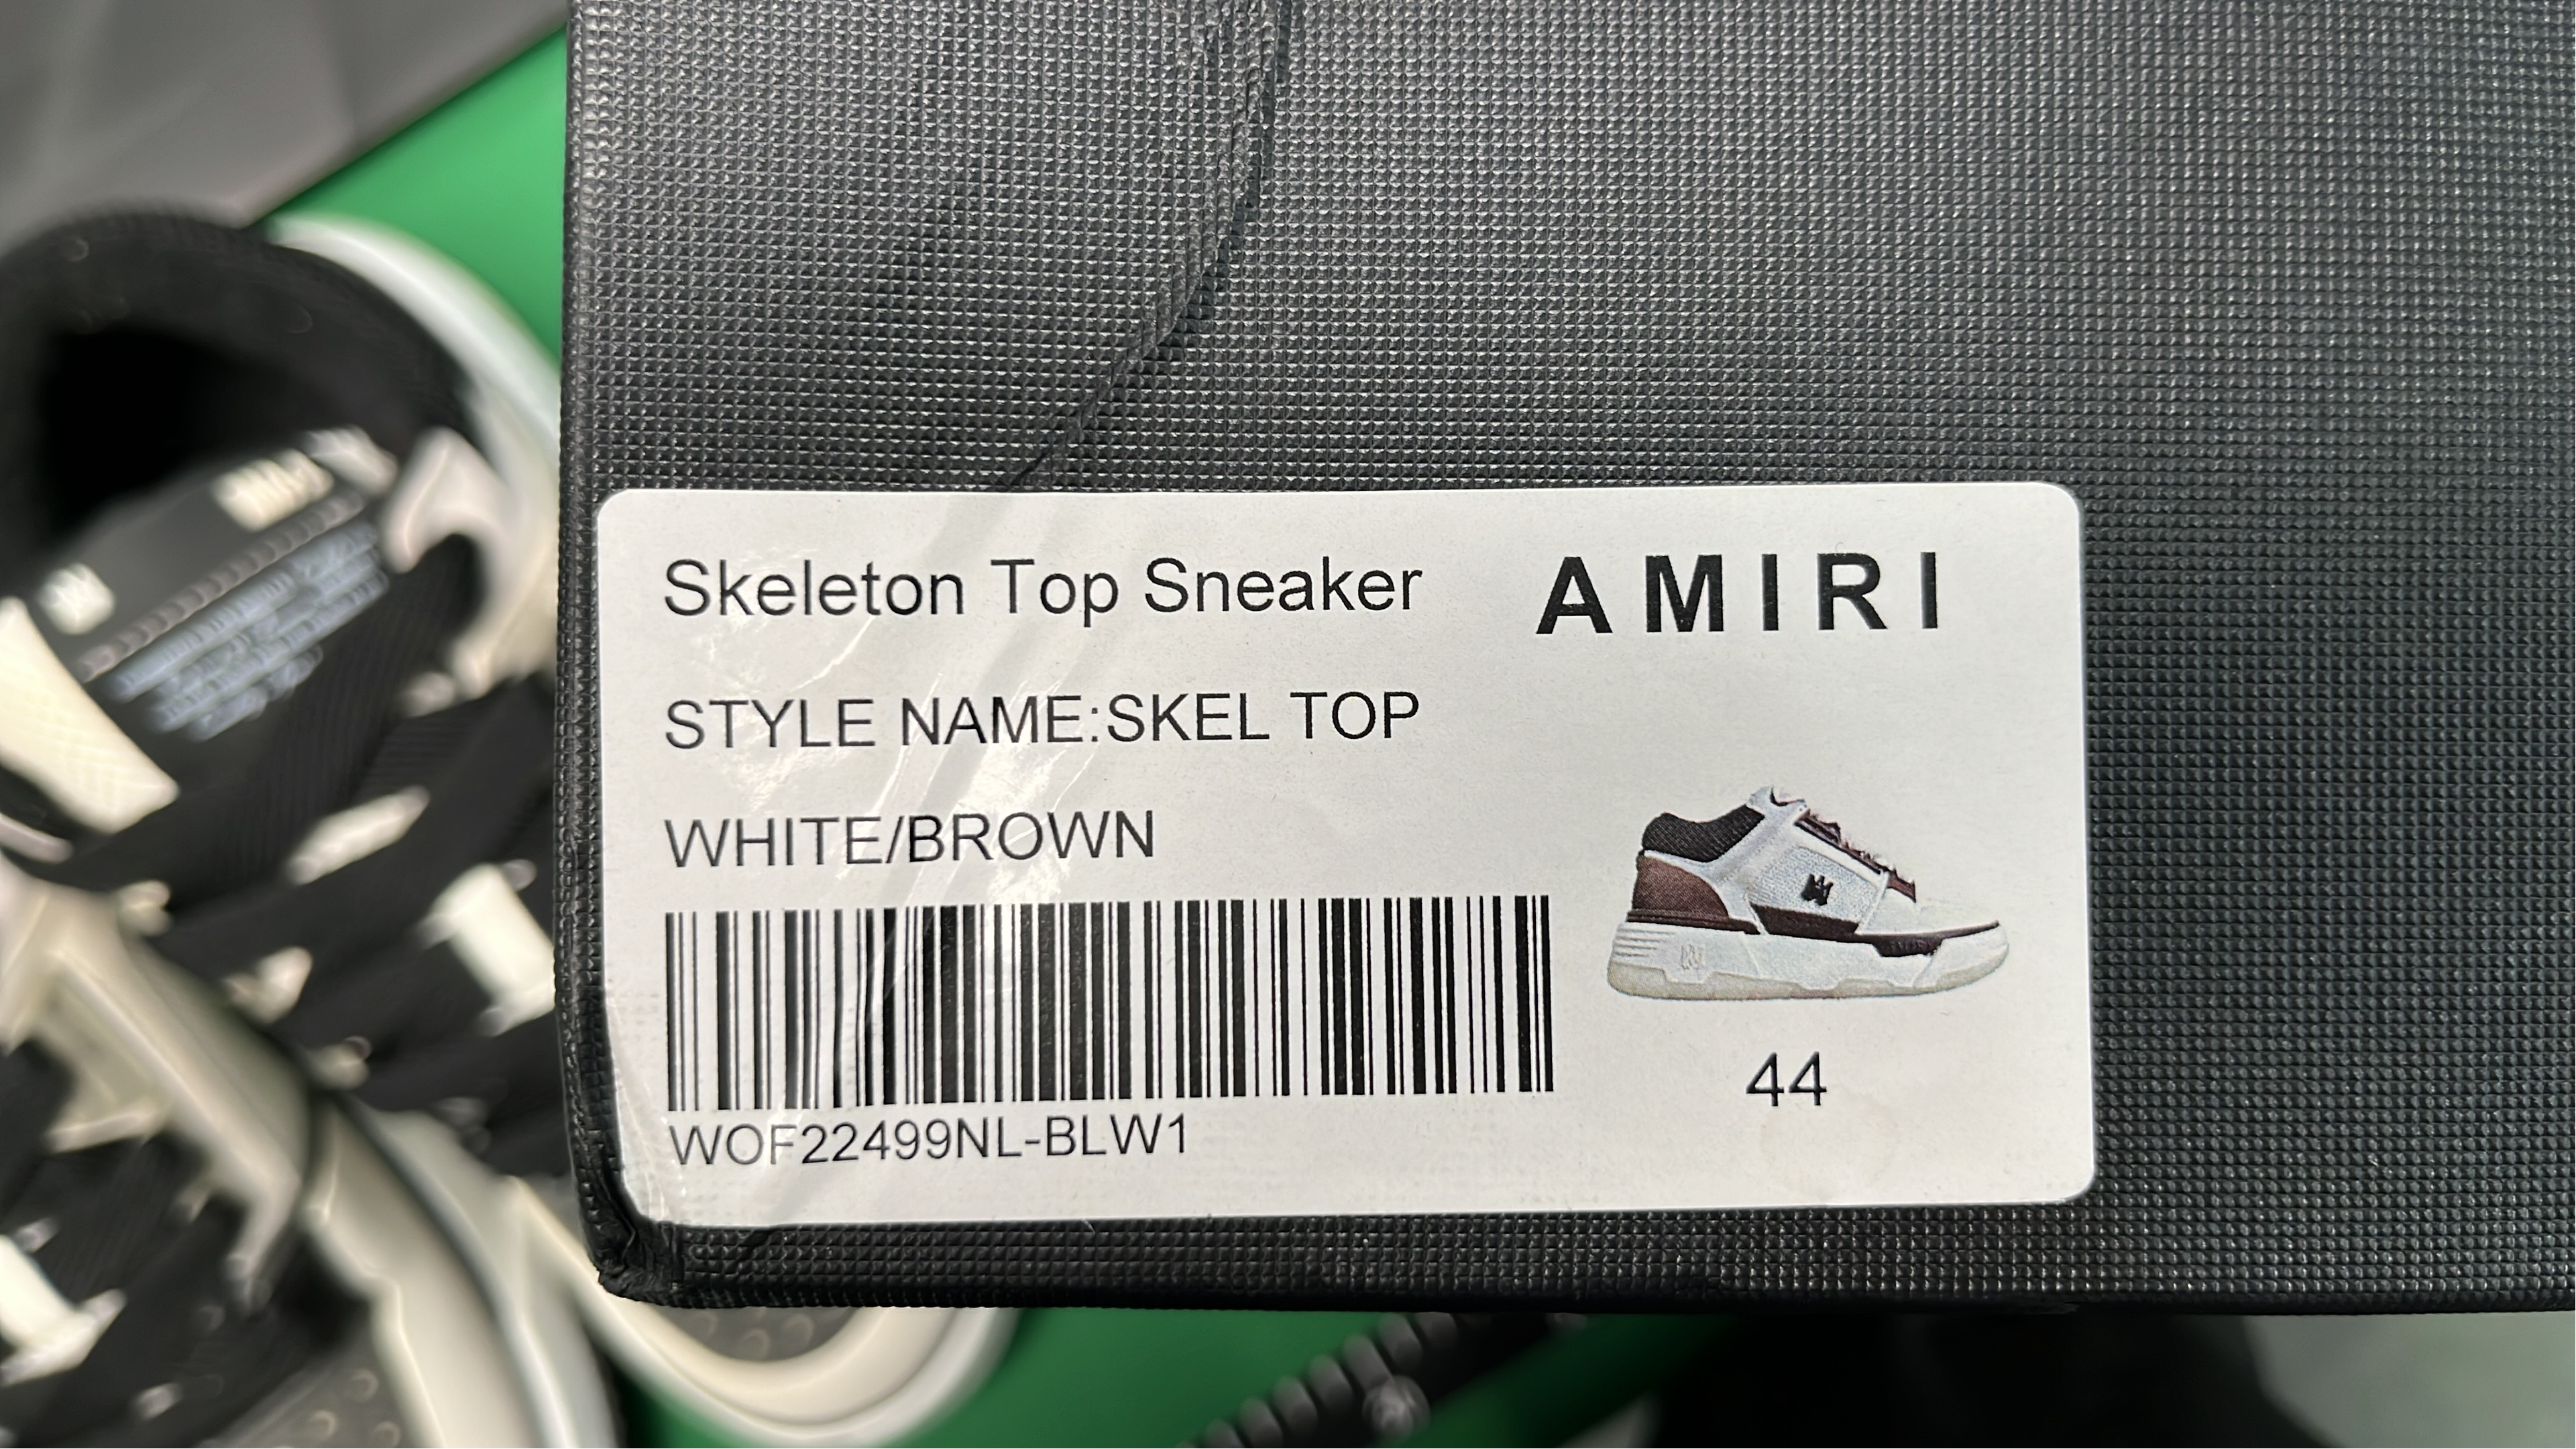 Skeleton Top Sneaker
AMIRI
STYLE NAME:SKEL TOP
WHITE/BROWN
WOF22499NL-BLW1
44